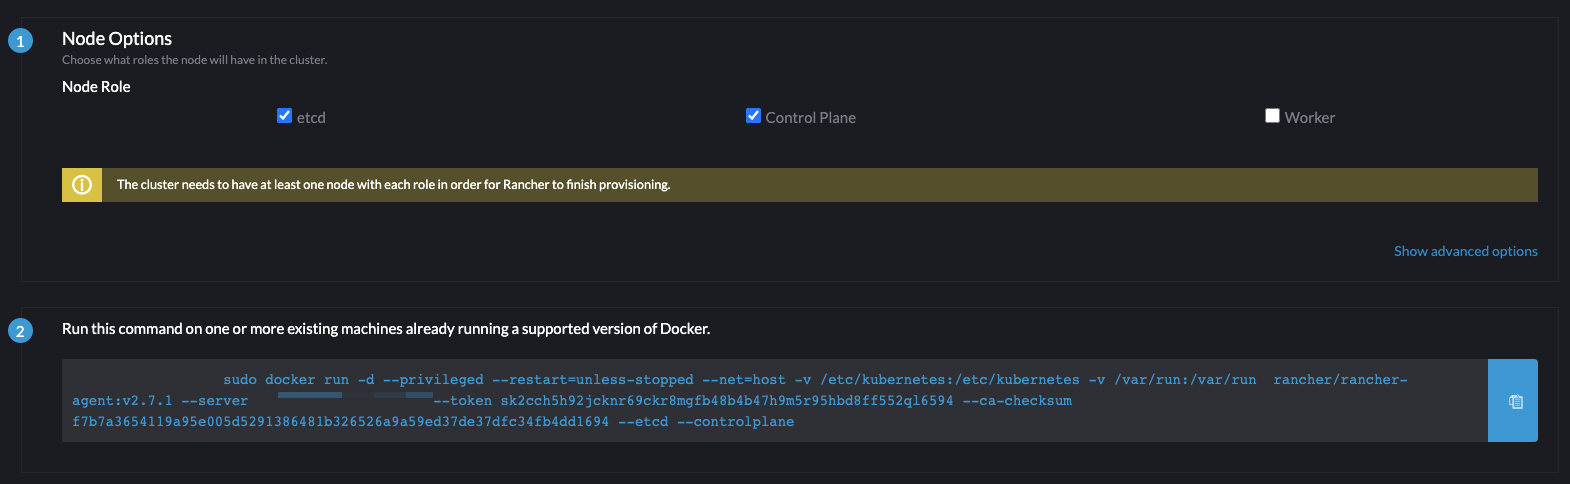 1
Node Options
Choose what roles the node will have in the cluster.
Node Role
etcd
Control Plane
Worker
The cluster needs to have at least one node with each role in order for Rancher to finish provisioning.
Show advanced options
2
Run this command on one or more existing machines already running a supported version of Docker.
sudo docker run -d --privileged --restart=unless-stopped --net=host -v /etc/kubernetes:/etc/kubernetes -v /var/run:/var/run rancher/rancher-
agent:v2.7.1 --server --token sk2cch5h92jcknr69ckr8mgfb48b4b47h9m5r95hbd8ff552ql6594 --ca-checksum
f7b7a3654119a95e005d5291386481b326526a9a59ed37de37dfc34fb4dd1694 --etcd --controlplane